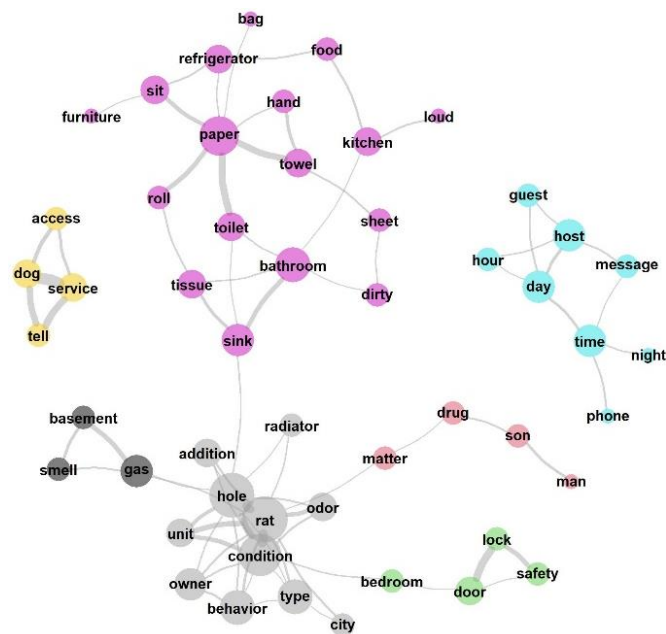 bag
refrigerator
food
sit
hand
furniture
loud
paper
kitchen
towel
roll
sheet
toilet
access
guest
host
dog
service
tissue
bathroom
hour
message
day
dirty
tell
sink
time
night
basement
radiator
drug
phone
addition
son
smell
gas
matter
man
hole
odor
rat
unit
lock
condition
owner
bedroom
safety
door
behavior
type
city